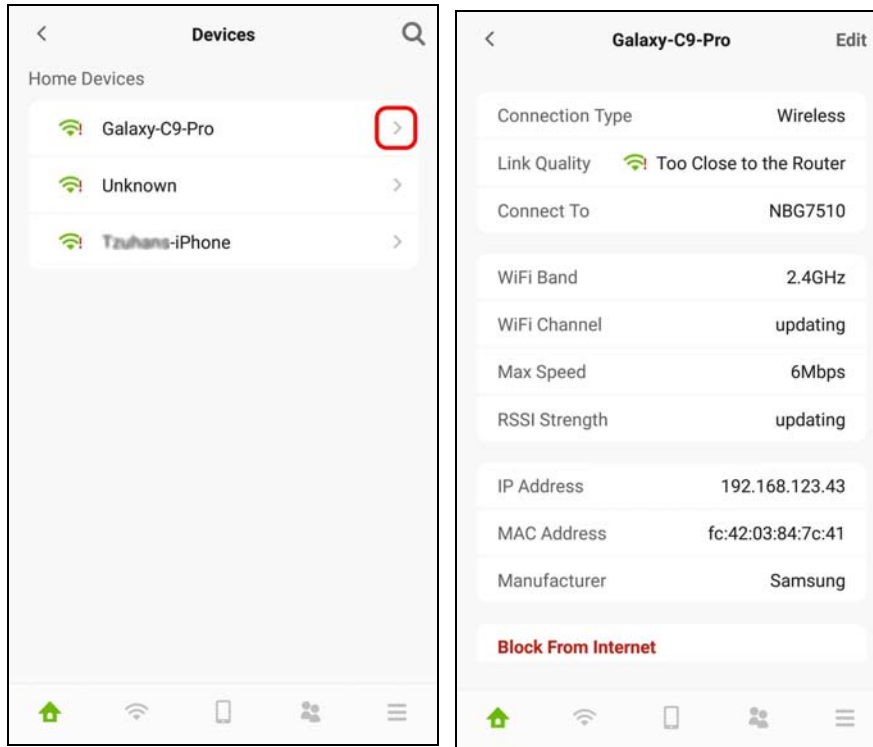 Devices
Home Devices
Galaxy-C9-Pro
Unknown
-iPhone
Galaxy-C9-Pro Edit
Connection Type Wireless
Link Quality Too Close to the Router
Connect To NBG7510
WiFi Band 2.4GHz
WiFi Channel updating
Max Speed 6Mbps
RSSI Strength updating
IP Address 192.168.123.43
MAC Address fc:42:03:84:7c:41
Manufacturer Samsung
Block From Internet